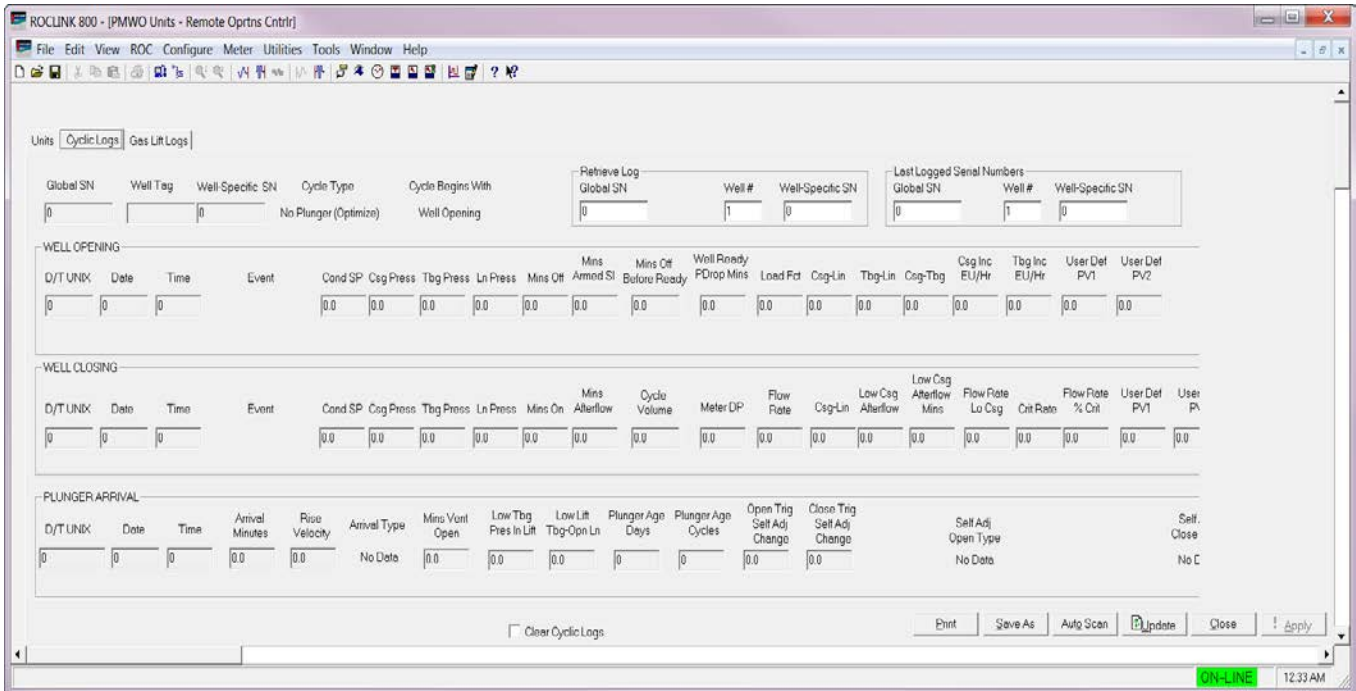 ROCLINK 800 - [PMWO Units - Remote Oprtns Cntrlr]
File Edit View ROC Configure Meter Utilities Tools Window Help
Units Cyclic Logs Gas Lift Logs
Retrieve Log Last Logged Serial Numbers
Global SN Well Tag Well-Specific SN Cycle Type Cycle Begins With Global SN Well # Well-Specific SN Global SN Well # Well-Specific SN
0 0 No Plunger (Optimize) Well Opening 0 1 0 0 1 0
WELL OPENING
D/T UNIX Date Time Event Cond SP Csg Press Tbg Press Ln Press Mins Off Mins Armed SI Mins Off Before Ready Well Ready PDrop Mins Load Fct Csg-Lin Tbg-Lin Csg-Tbg Csg Inc EU/Hr Tbg Inc EU/Hr User Def PV1 User Def PV2
0 0 0 0.0 0.0 0.0 0.0 0.0 0.0 0.0 0.0 0.0 0.0 0.0 0.0 0.0 0.0 0.0 0.0
WELL CLOSING
D/T UNIX Date Time Event Cond SP Csg Press Tbg Press Ln Press Mins On Mins Afterflow Cycle Volume Meter DP Flow Rate Csg-Lin Low Csg Afterflow Low Csg Afterflow Mins Flow Rate Lo Csg Crit Rate Flow Rate % Crit User Def PV1 User PV
0 0 0 0.0 0.0 0.0 0.0 0.0 0.0 0.0 0.0 0.0 0.0 0.0 0.0 0.0 0.0 0.0 0.0 0.0
PLUNGER ARRIVAL
D/T UNIX Date Time Arrival Minutes Rise Velocity Arrival Type Mins Vent Open Low Tbg Pres In Lift Low Lift Tbg-Opn Ln Plunger Age Days Plunger Age Cycles Open Trig Self Adj Change Close Trig Self Adj Change Self Adj Open Type Self Close
0 0 0 0.0 0.0 No Data 0.0 0.0 0.0 0 0 0.0 0.0 No Data No D
Clear Cyclic Logs Print Save As Auto Scan Update Close ! Apply
ON-LINE 12:33 AM